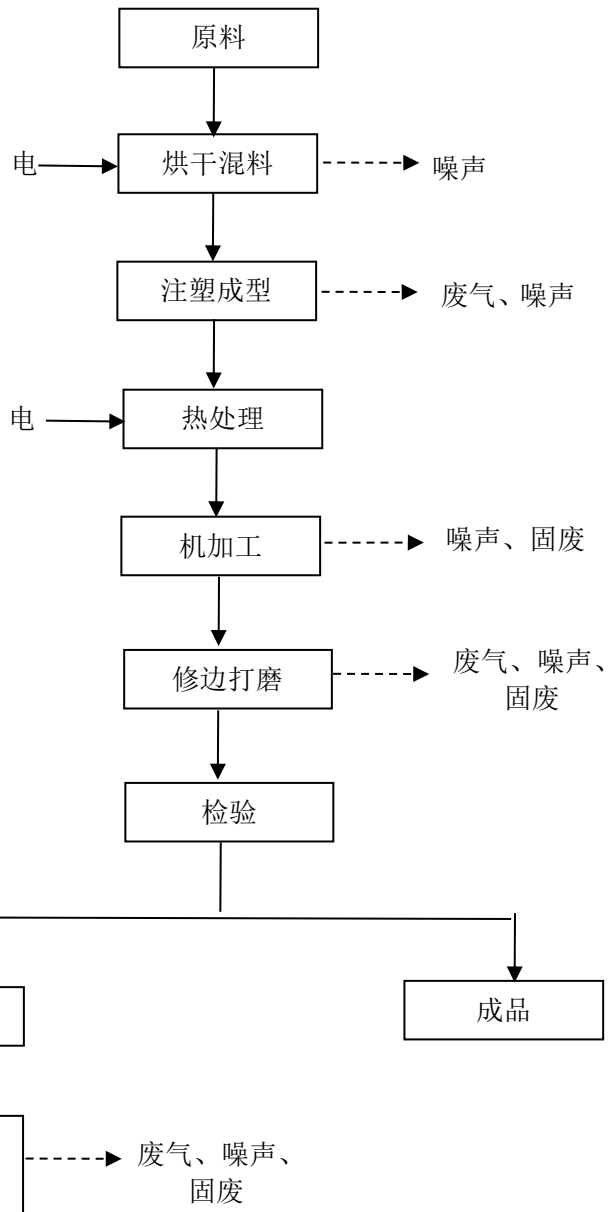 原料
电
烘干混料
噪声
注塑成型
废气、噪声
电
热处理
机加工
噪声、固废
修边打磨
废气、噪声、
固废
检验
成品
废气、噪声、
固废